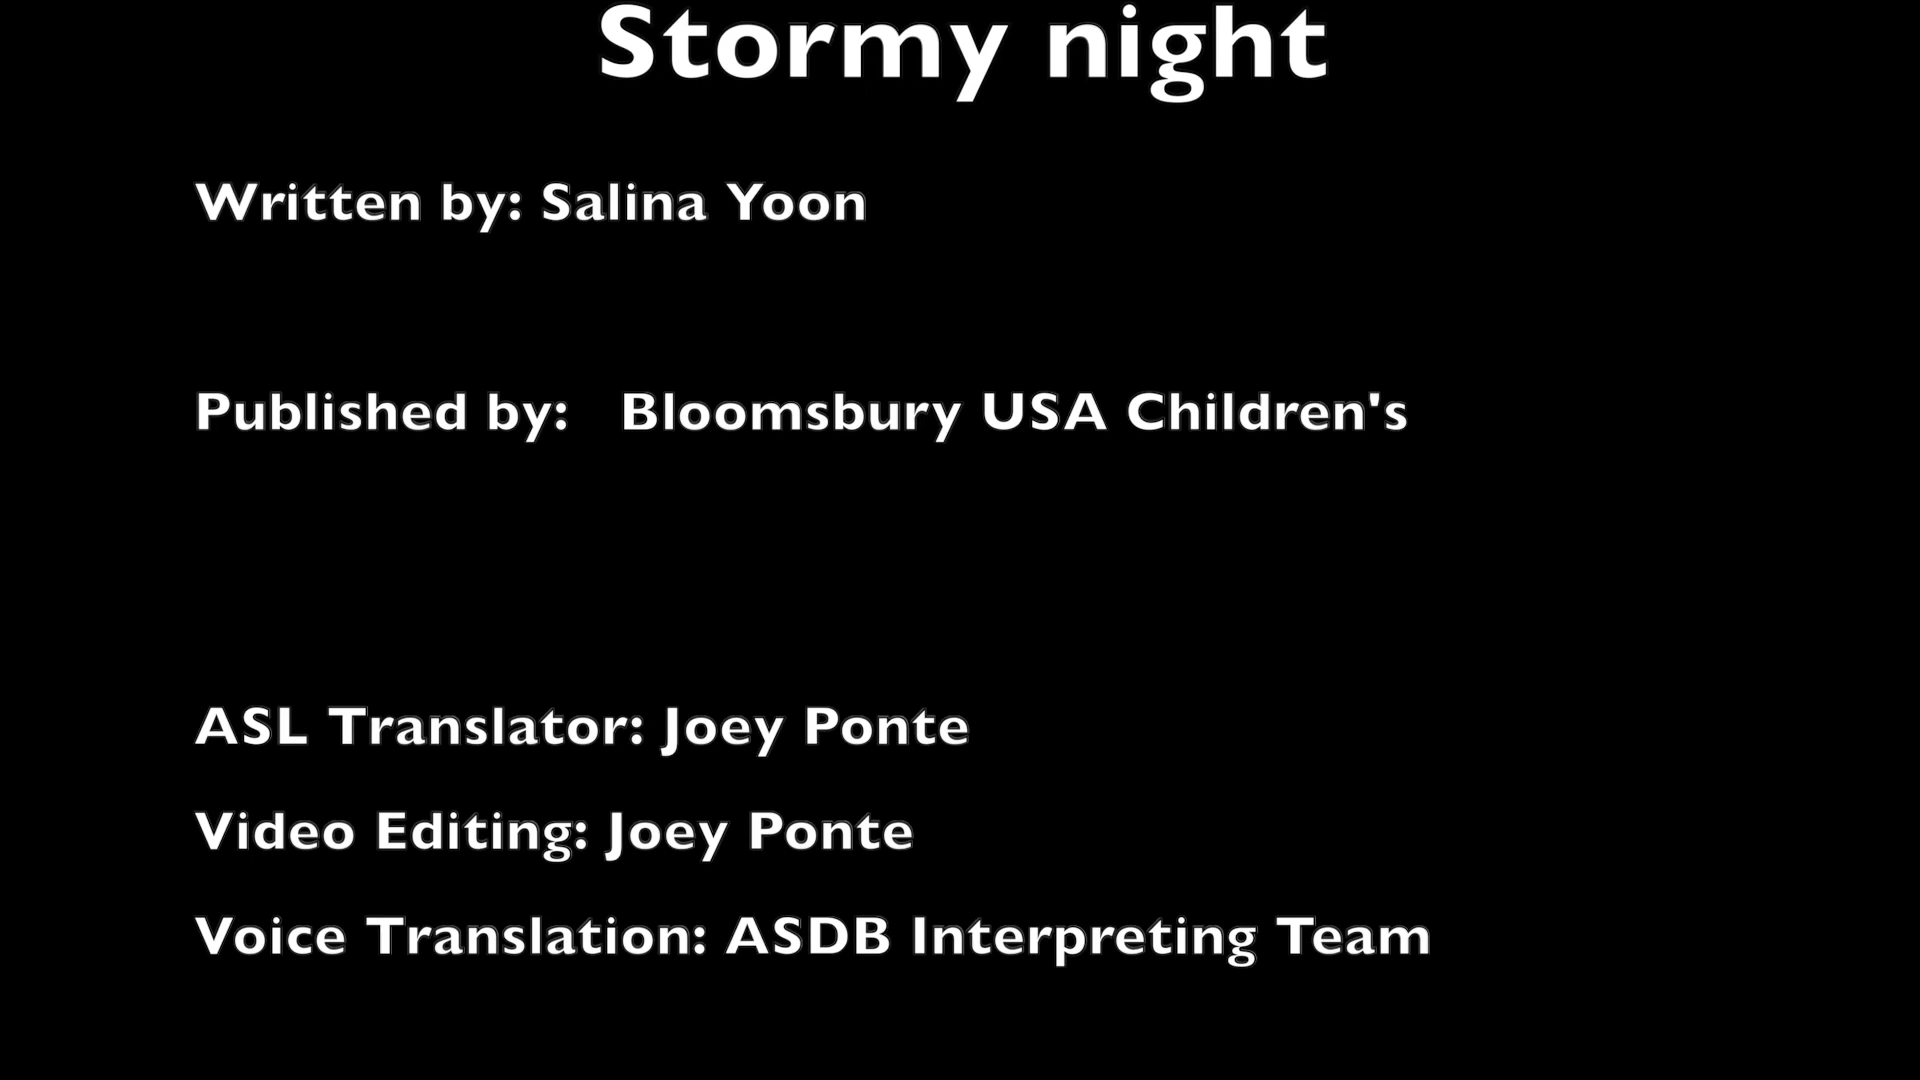 Stormy night
Written by: Salina Yoon
Published by:   Bloomsbury USA Children's
ASL Translator: Joey Ponte
Video Editing: Joey Ponte
Voice Translation: ASDB Interpreting Team